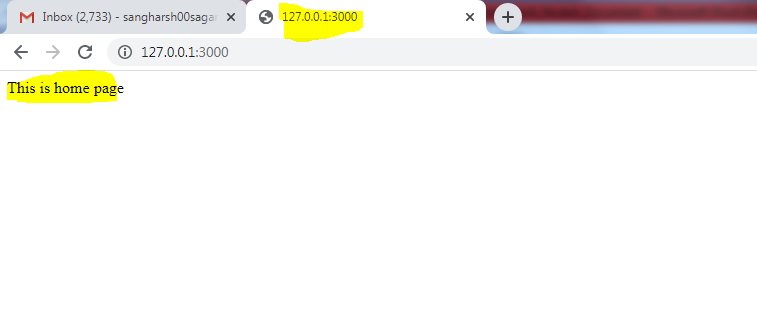 Inbox (2,733) - sangharsh00sagar
127.0.0.1:3000
127.0.0.1:3000
This is home page